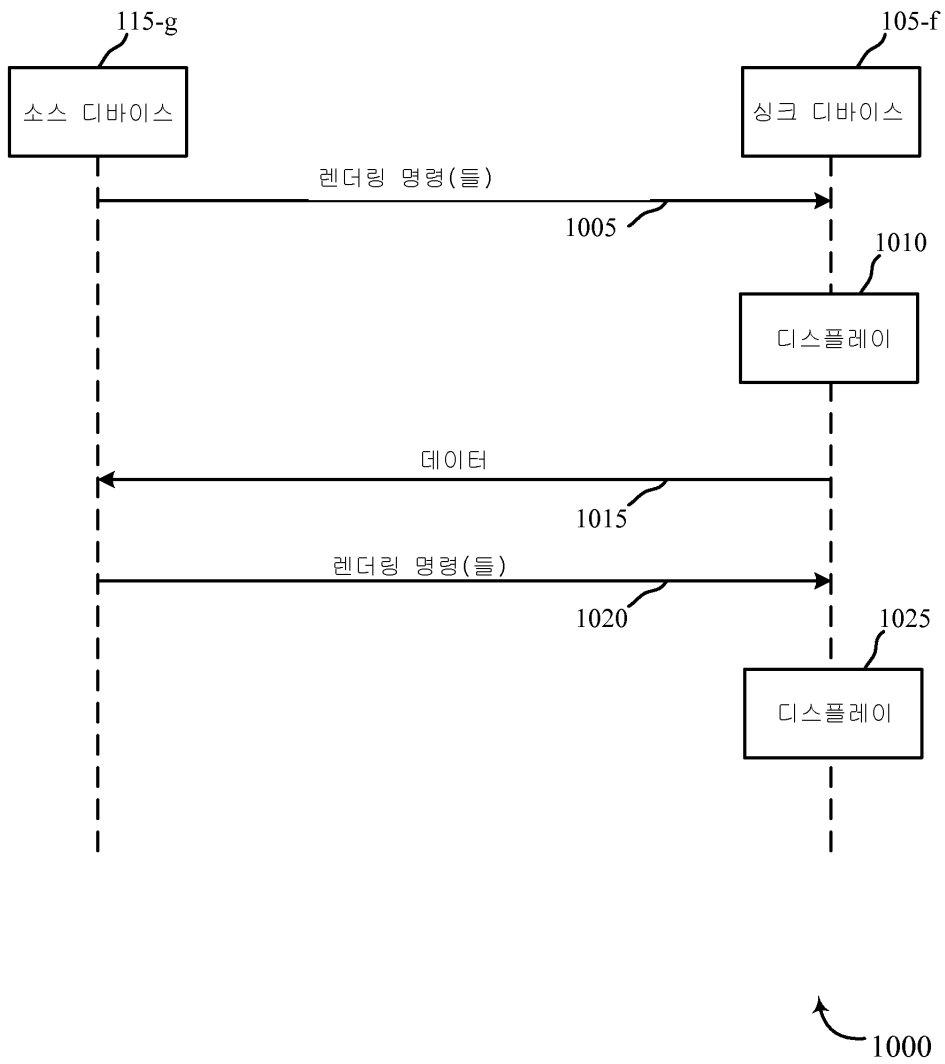 115-g
105-f
소스 디바이스
싱크 디바이스
렌더링 명령(들)
1005
1010
디스플레이
데이터
1015
렌더링 명령(들)
1020
1025
디스플레이
1000